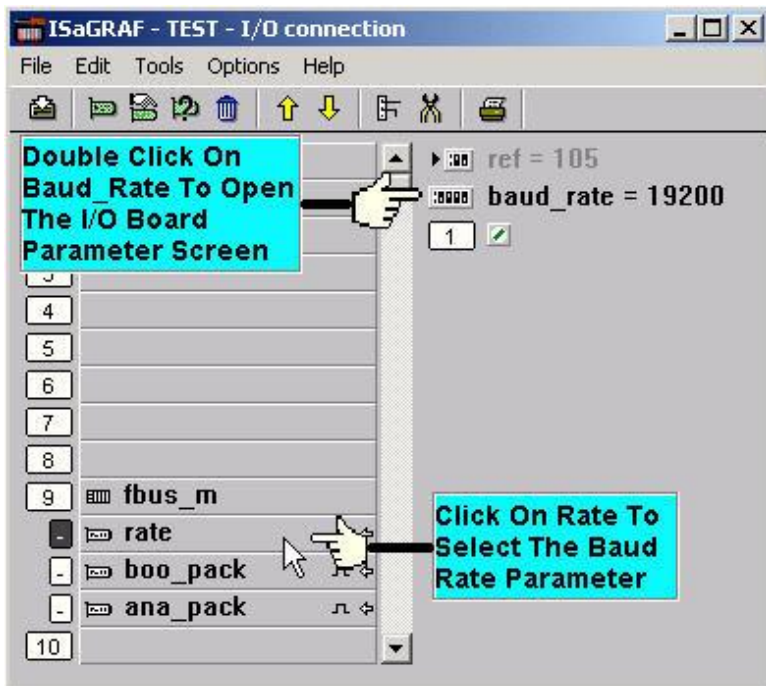 ISaGRAF - TEST - I/O connection
File Edit Tools Options Help
Double Click On
Baud_Rate To Open
The I/O Board
Parameter Screen
ref = 105
baud_rate = 19200
1
3
4
5
6
7
8
9 fbus_m
- rate
- boo_pack
- ana_pack
10
Click On Rate To
Select The Baud
Rate Parameter